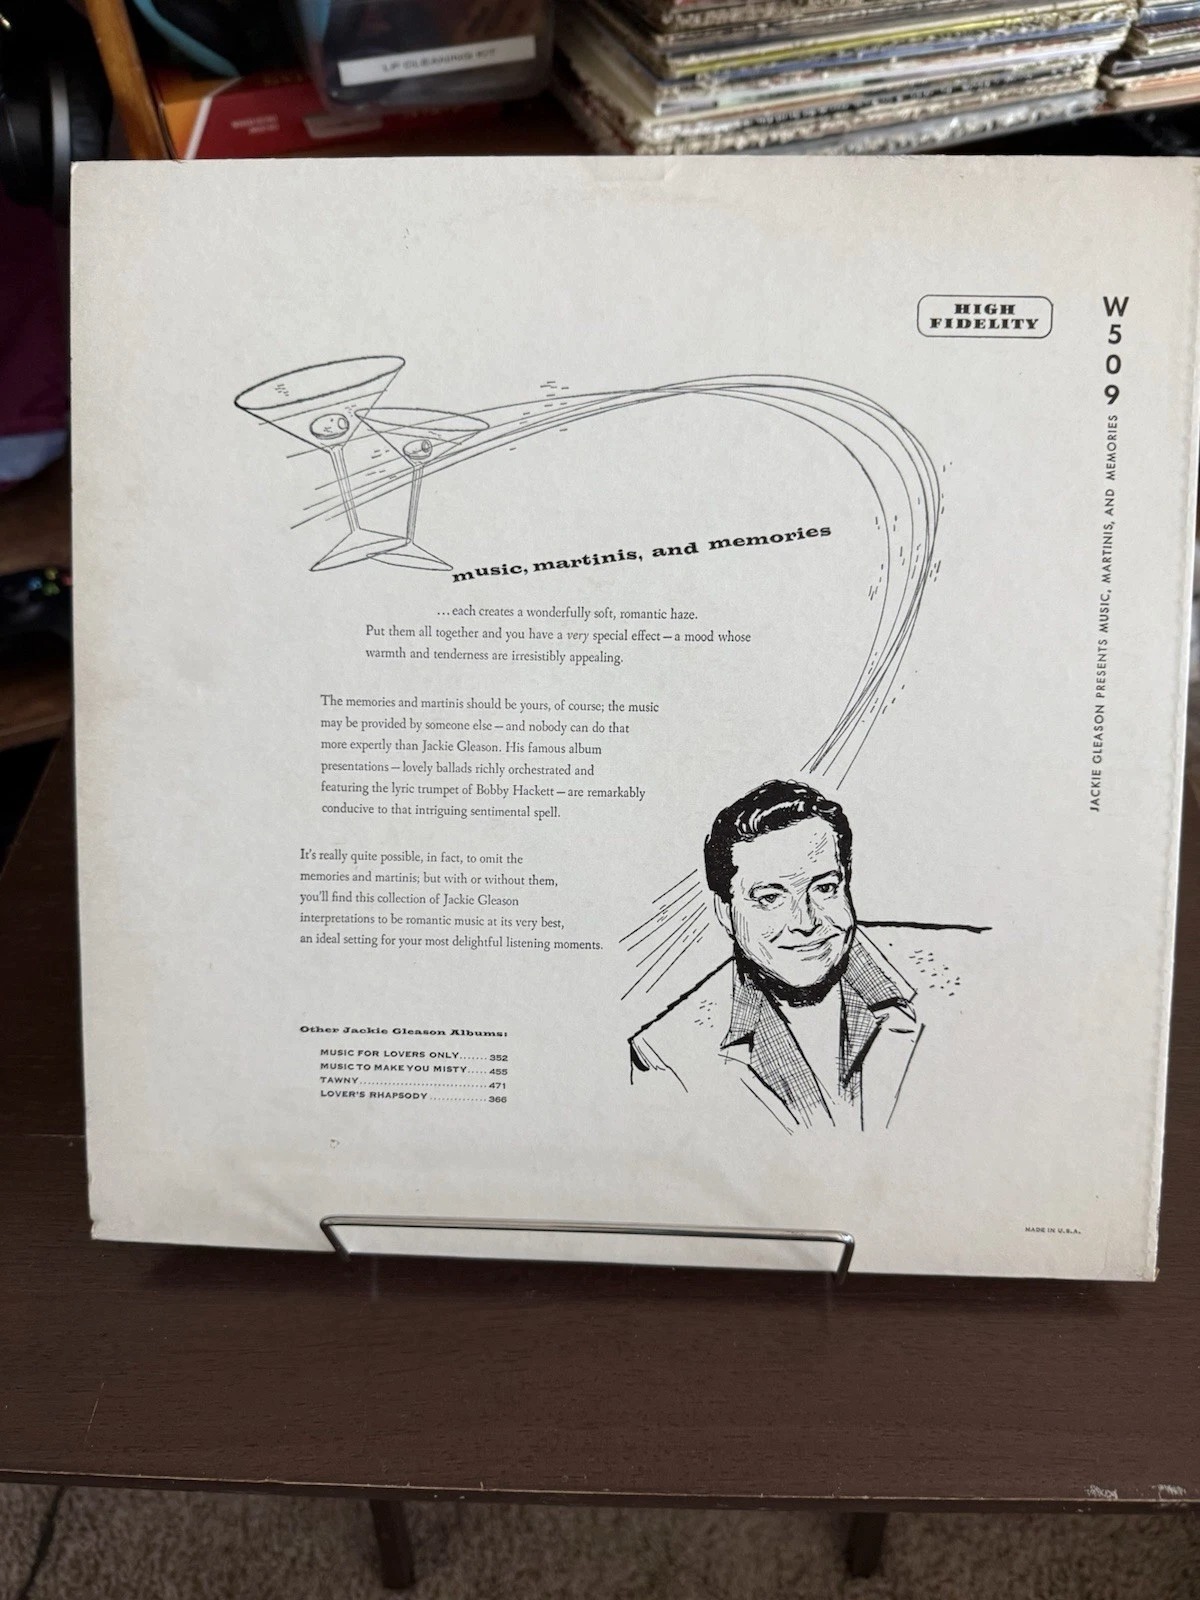 LP CLEANING KIT
HIGH
FIDELITY
W
5
0
9
JACKIE GLEASON PRESENTS MUSIC, MARTINIS, AND MEMORIES
music, martinis, and memories
...each creates a wonderfully soft, romantic haze.
Put them all together and you have a very special effect—a mood whose
warmth and tenderness are irresistibly appealing.
The memories and martinis should be yours, of course; the music
may be provided by someone else—and nobody can do that
more expertly than Jackie Gleason. His famous album
presentations—lovely ballads richly orchestrated and
featuring the lyric trumpet of Bobby Hackett—are remarkably
conducive to that intriguing sentimental spell.
It's really quite possible, in fact, to omit the
memories and martinis; but with or without them,
you'll find this collection of Jackie Gleason
interpretations to be romantic music at its very best,
an ideal setting for your most delightful listening moments.
Other Jackie Gleason Albums:
MUSIC FOR LOVERS ONLY.......352
MUSIC TO MAKE YOU MISTY.....455
TAWNY................................471
LOVER'S RHAPSODY..............366
MADE IN U.S.A.